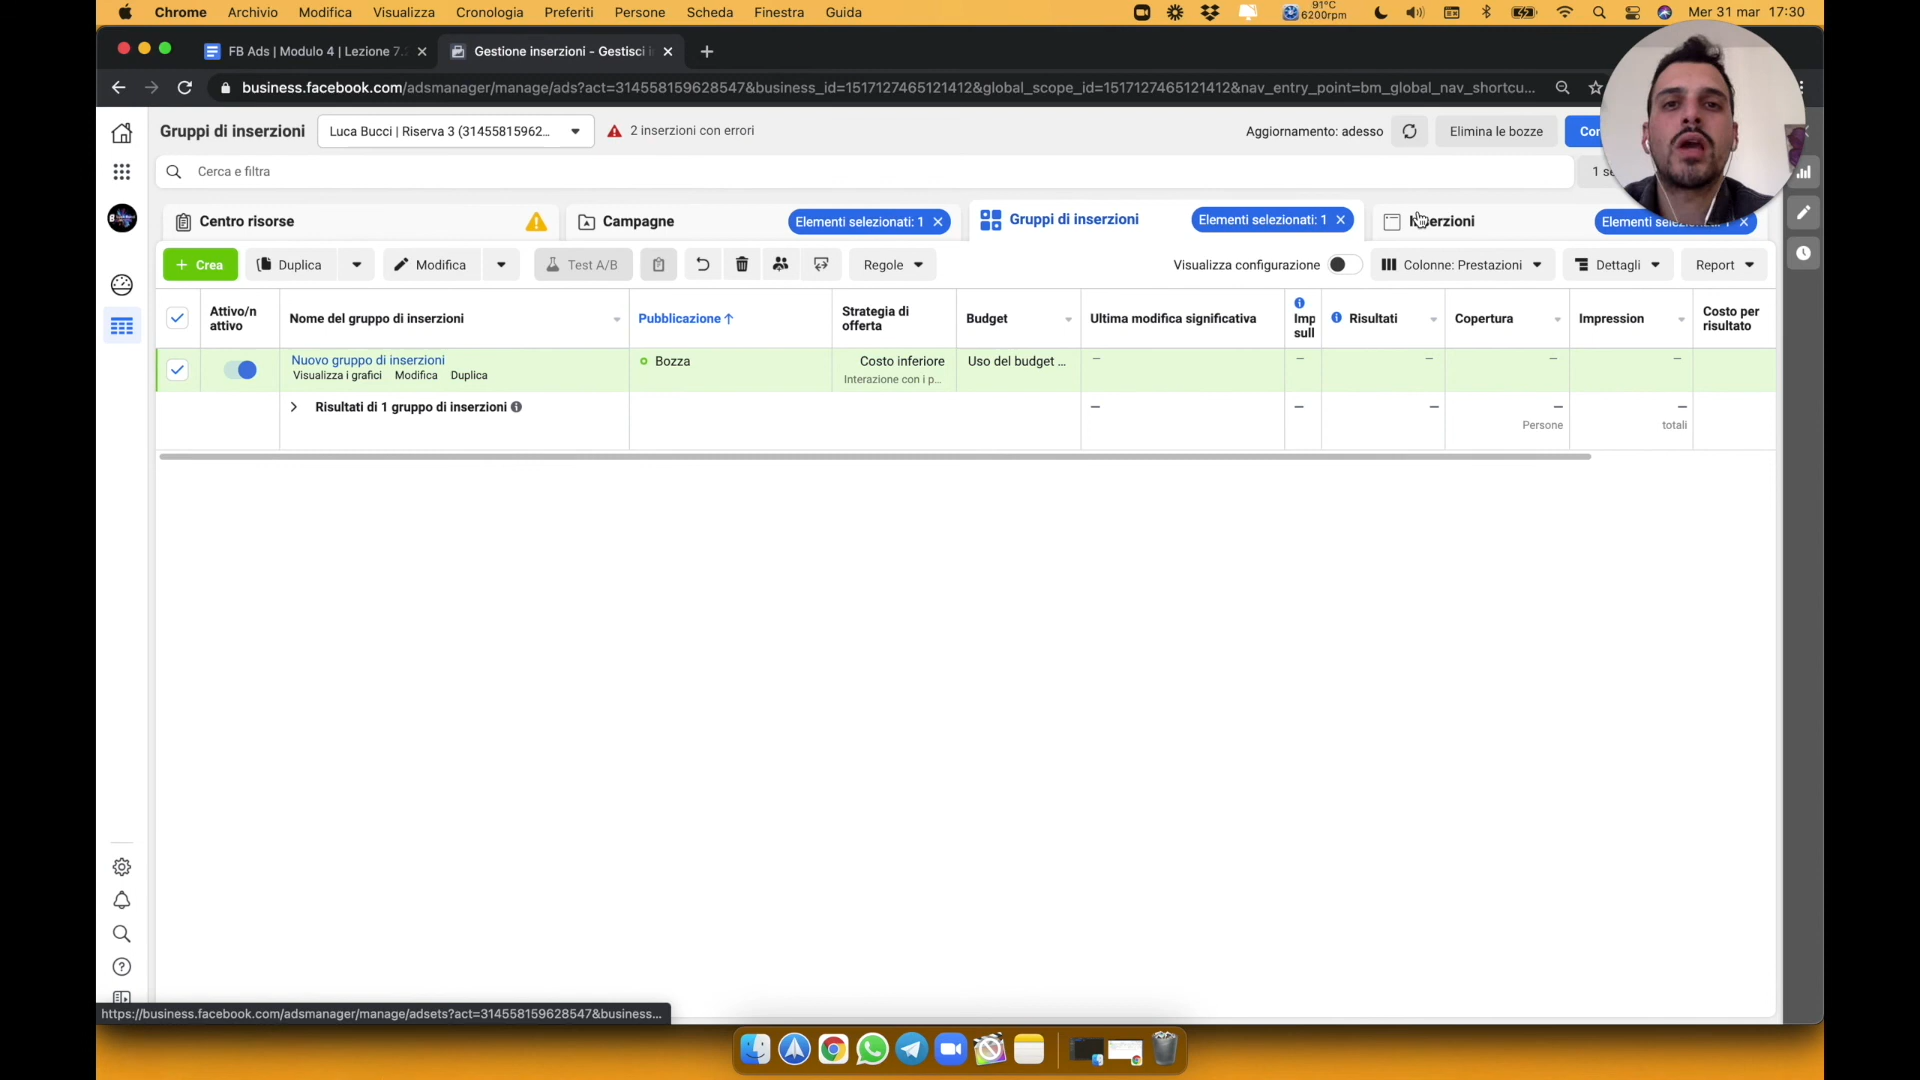 Chrome Archivio Modifica Visualizza Cronologia Preferiti Persone Scheda Finestra Guida 91°C 6200rpm Mer 31 mar 17:30
FB Ads | Modulo 4 | Lezione 7. Gestione inserzioni - Gestisci i
business.facebook.com/adsmanager/manage/ads?act=314558159628547&business_id=1517127465121412&global_scope_id=1517127465121412&nav_entry_point=bm_global_nav_shortcu...
Gruppi di inserzioni Luca Bucci | Riserva 3 (31455815962... 2 inserzioni con errori Aggiornamento: adesso Elimina le bozze
Cerca e filtra
Centro risorse Campagne Elementi selezionati: 1 Gruppi di inserzioni Elementi selezionati: 1 Inserzioni
Crea Duplica Modifica Test A/B Regole Visualizza configurazione Colonne: Prestazioni Dettagli Report
Attivo/n attivo Nome del gruppo di inserzioni Pubblicazione ↑ Strategia di offerta Budget Ultima modifica significativa Imp sull Risultati Copertura Impression Costo per risultato
Nuovo gruppo di inserzioni Bozza Costo inferiore Uso del budget ... — — — — —
Visualizza i grafici Modifica Duplica Interazione con i p...
Risultati di 1 gruppo di inserzioni — — — — —
Persone totali
https://business.facebook.com/adsmanager/manage/adsets?act=314558159628547&business...